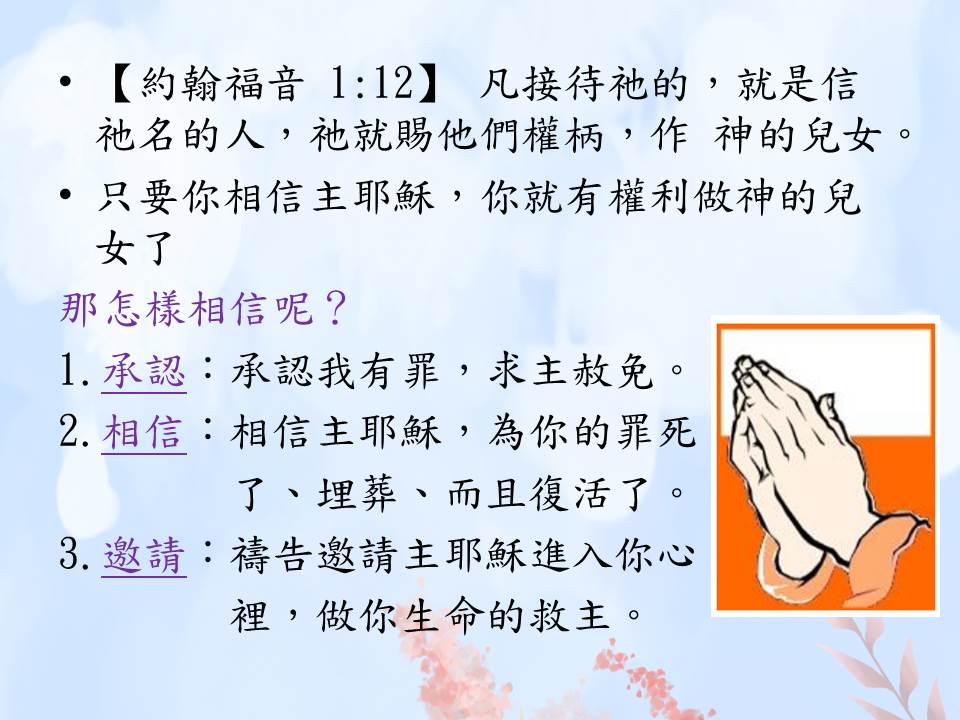 • 【約翰福音 1:12】 凡接待祂的，就是信
祂名的人，祂就賜他們權柄，作 神的兒女。
• 只要你相信主耶穌，你就有權利做神的兒
女了
那怎樣相信呢？
1.承認：承認我有罪，求主赦免。
2.相信：相信主耶穌，為你的罪死
了、埋葬、而且復活了。
3.邀請：禱告邀請主耶穌進入你心
裡，做你生命的救主。